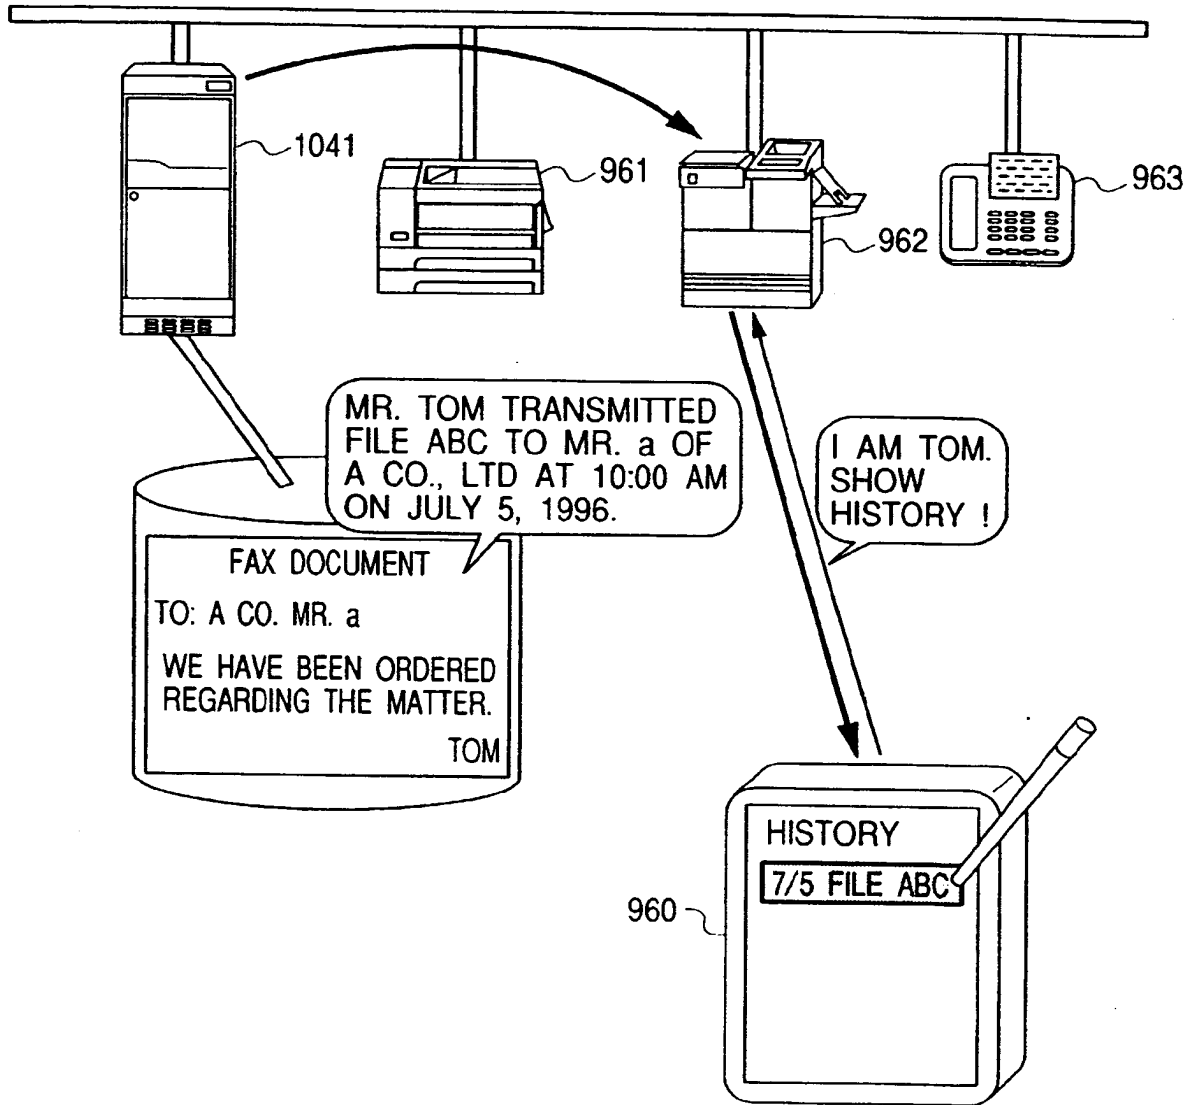 1041
961
962
963
MR. TOM TRANSMITTED
FILE ABC TO MR. a OF
A CO., LTD AT 10:00 AM
ON JULY 5, 1996.
I AM TOM.
SHOW
HISTORY !
FAX DOCUMENT
TO: A CO. MR. a
WE HAVE BEEN ORDERED
REGARDING THE MATTER.
TOM
HISTORY
7/5 FILE ABC
960